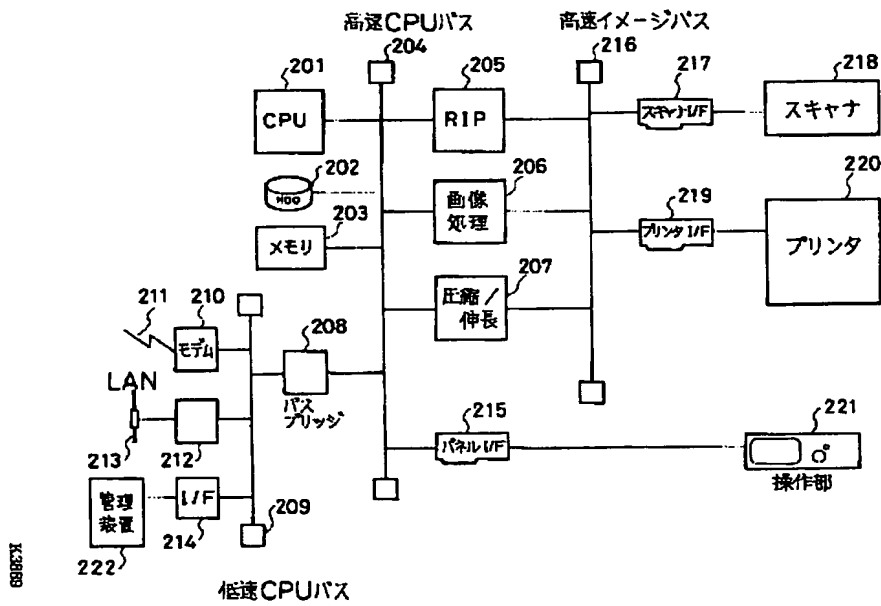 高速CPUバス
204
高速イメージバス
216
201
CPU
205
RIP
217
スキャナI/F
218
スキャナ
202
HDD
206
画像
処理
203
メモリ
219
プリンタI/F
220
プリンタ
207
圧縮/
伸長
211
210
モデム
208
バス
ブリッジ
LAN
213
212
215
パネルI/F
221
操作部
管理
装置
222
I/F
214
209
低速CPUバス
K3869